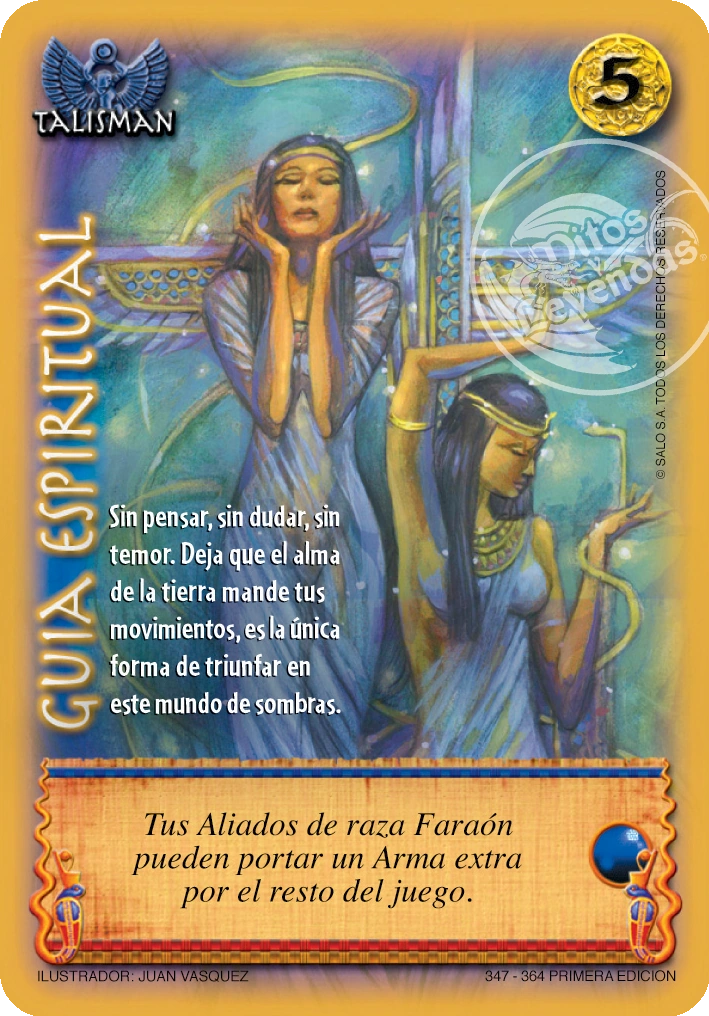 TALISMAN
5
Mitos
y
Leyendas
© SALO S.A. TODOS LOS DERECHOS RESERVADOS
GUIA ESPIRITUAL
Sin pensar, sin dudar, sin
temor. Deja que el alma
de la tierra mande tus
movimientos, es la única
forma de triunfar en
este mundo de sombras.
Tus Aliados de raza Faraón
pueden portar un Arma extra
por el resto del juego.
ILUSTRADOR: JUAN VASQUEZ
347 - 364 PRIMERA EDICION